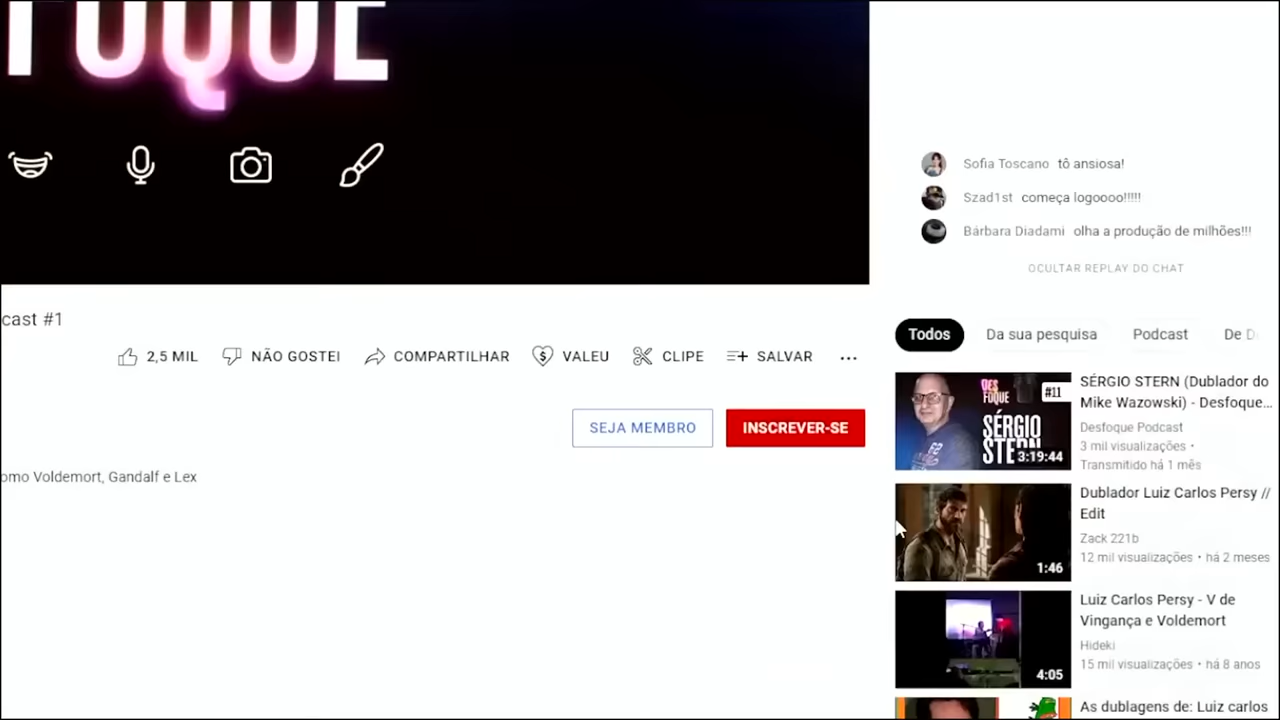 FOQUE
Sofia Toscano tô ansiosa!
Szad1st começa logoooo!!!!!
Bárbara Diadami olha a produção de milhões!!!
OCULTAR REPLAY DO CHAT
cast #1
2,5 MIL NÃO GOSTEI COMPARTILHAR VALEU CLIPE SALVAR ...
SEJA MEMBRO INSCREVER-SE
omo Voldemort, Gandalf e Lex
Todos Da sua pesquisa Podcast De D
DES
FOQUE
#11
SÉRGIO
STERN
3:19:44
SÉRGIO STERN (Dublador do
Mike Wazowski) - Desfoque...
Desfoque Podcast
3 mil visualizações •
Transmitido há 1 mês
1:46
Dublador Luiz Carlos Persy //
Edit
Zack 221b
12 mil visualizações • há 2 meses
4:05
Luiz Carlos Persy - V de
Vingança e Voldemort
Hideki
15 mil visualizações • há 8 anos
As dublagens de: Luiz carlos